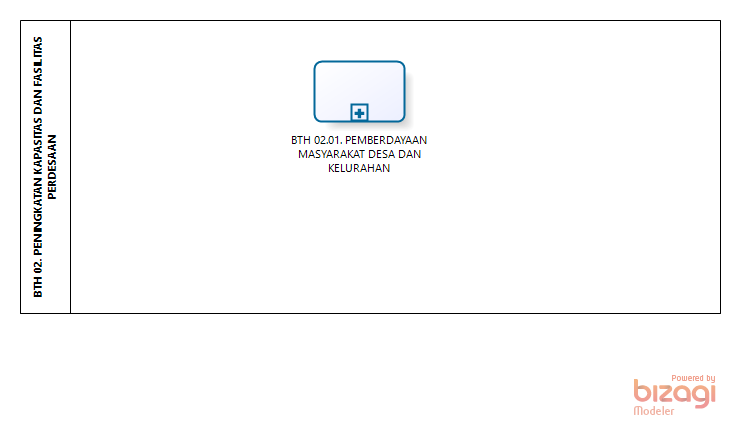 BTH 02. PENINGKATAN KAPASITAS DAN FASILITAS
PERDESAAN
BTH 02.01. PEMBERDAYAAN
MASYARAKAT DESA DAN
KELURAHAN
Powered by
bizagi
Modeler